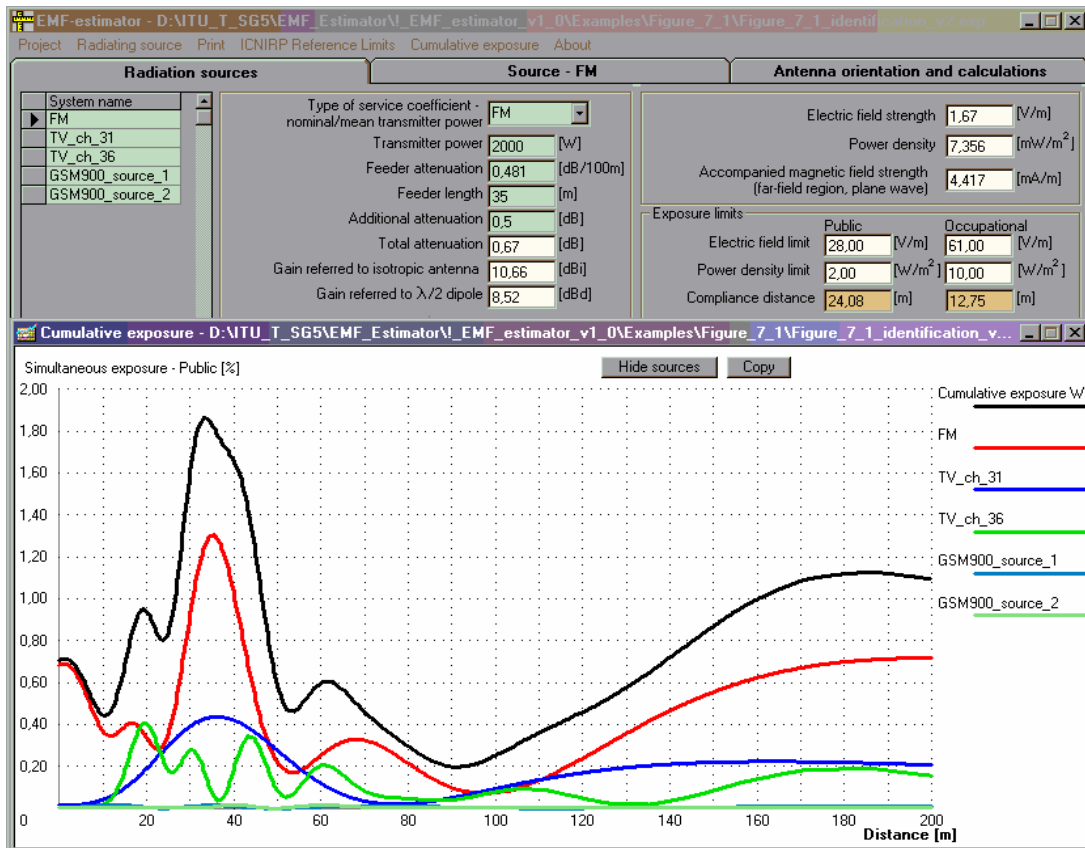 EMF-estimator - D:\ITU_T_SG5\EMF_Estimator\!_EMF_estimator_v1_0\Examples\Figure_7_1\Figure_7_1_identification_v2.exp
Project Radiating source Print ICNIRP Reference Limits Cumulative exposure About
Radiation sources
Source - FM
Antenna orientation and calculations
System name
FM
TV_ch_31
TV_ch_36
GSM900_source_1
GSM900_source_2
Type of service coefficient -
nominal/mean transmitter power FM
Transmitter power 2000 [W]
Feeder attenuation 0,481 [dB/100m]
Feeder length 35 [m]
Additional attenuation 0,5 [dB]
Total attenuation 0,67 [dB]
Gain referred to isotropic antenna 10,66 [dBi]
Gain referred to λ/2 dipole 8,52 [dBd]
Electric field strength 1,67 [V/m]
Power density 7,356 [mW/m²]
Accompanied magnetic field strength
(far-field region, plane wave) 4,417 [mA/m]
Exposure limits
Public Occupational
Electric field limit 28,00 [V/m] 61,00 [V/m]
Power density limit 2,00 [W/m²] 10,00 [W/m²]
Compliance distance 24,08 [m] 12,75 [m]
Cumulative exposure - D:\ITU_T_SG5\EMF_Estimator\!_EMF_estimator_v1_0\Examples\Figure_7_1\Figure_7_1_identification_v...
Simultaneous exposure - Public [%]
Hide sources
Copy
2,00
1,80
1,60
1,40
1,20
1,00
0,80
0,60
0,40
0,20
0 20 40 60 80 100 120 140 160 180 200
Distance [m]
Cumulative exposure W
FM
TV_ch_31
TV_ch_36
GSM900_source_1
GSM900_source_2